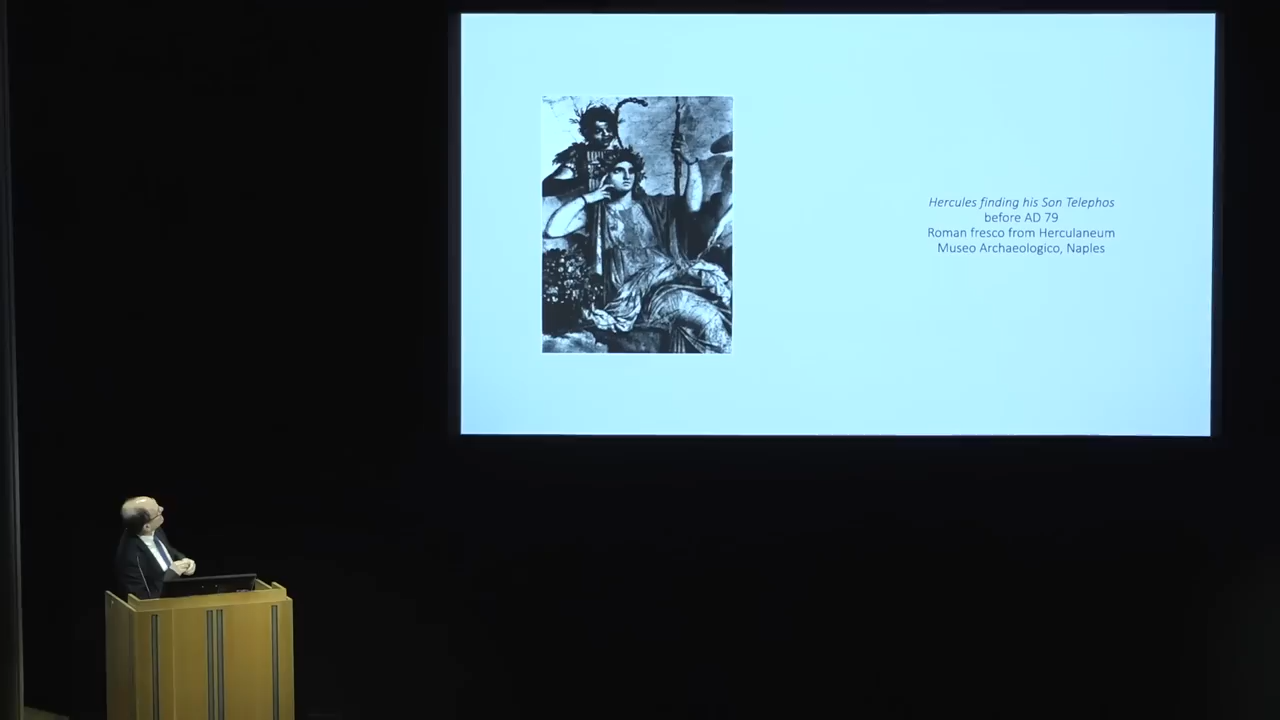 Hercules finding his Son Telephos
before AD 79
Roman fresco from Herculaneum
Museo Archaeologico, Naples